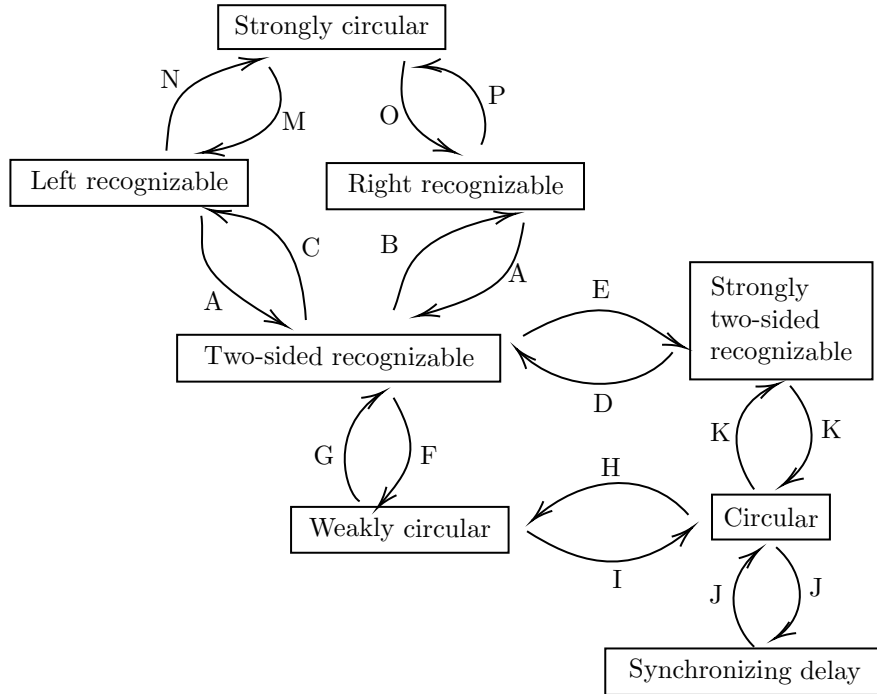 Strongly circular
N
M
O
P
Left recognizable
Right recognizable
A
C
B
A
E
Strongly
two-sided
recognizable
Two-sided recognizable
D
G
F
K
K
H
Weakly circular
Circular
I
J
J
Synchronizing delay